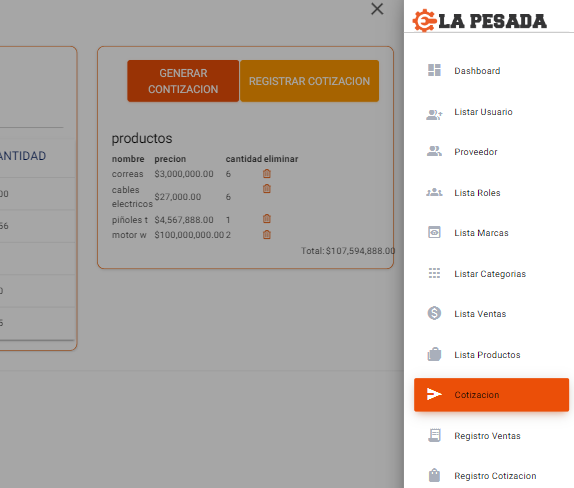 LA PESADA
Dashboard
Listar Usuario
Proveedor
Lista Roles
Lista Marcas
Listar Categorias
Lista Ventas
Lista Productos
Cotizacion
Registro Ventas
Registro Cotizacion
GENERAR
CONTIZACION
REGISTRAR COTIZACION
productos
nombre precion cantidad eliminar
correas $3,000,000.00 6
cables
electricos $27,000.00 6
piñoles t $4,567,888.00 1
motor w $100,000,000.00 2
Total: $107,594,888.00
ANTIDAD
00
56
0
5